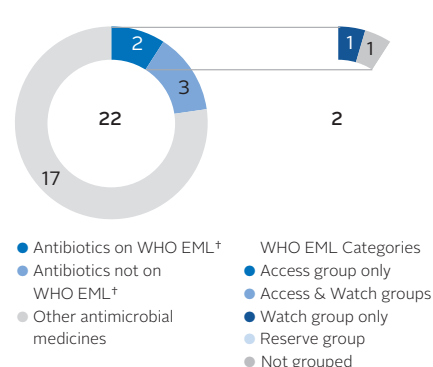 2
1
1
3
22
2
17
Antibiotics on WHO EML†
Antibiotics not on
WHO EML†
Other antimicrobial
medicines
WHO EML Categories
Access group only
Access & Watch groups
Watch group only
Reserve group
Not grouped